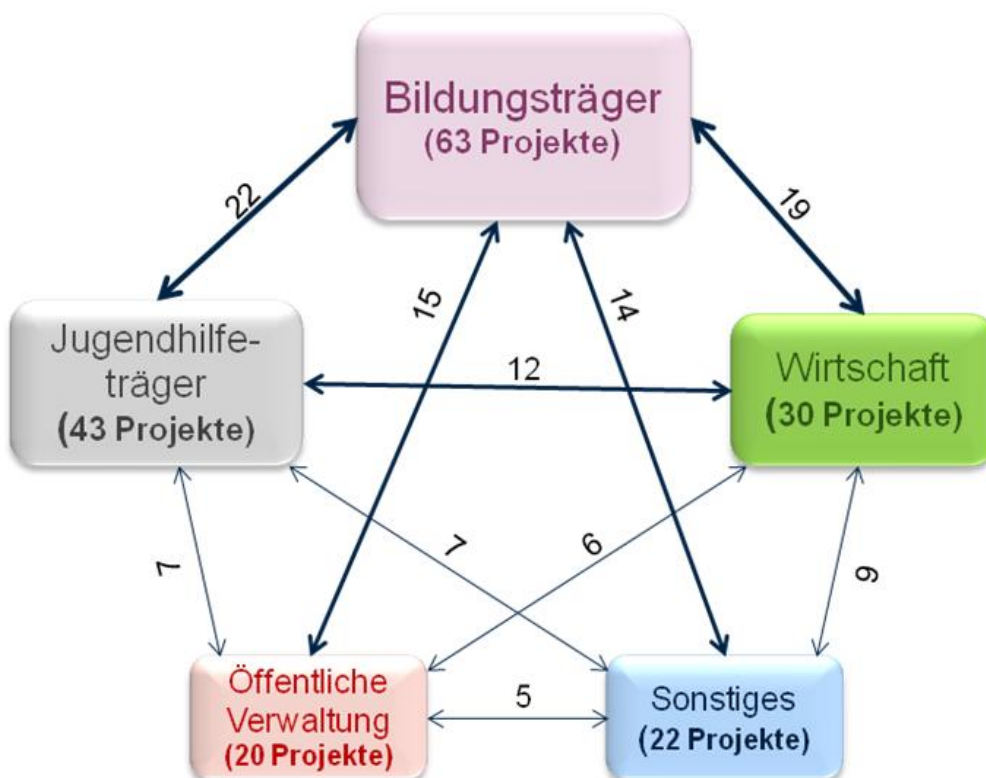 Bildungsträger
(63 Projekte)
22
19
15
14
Jugendhilfe-
träger
(43 Projekte)
12
Wirtschaft
(30 Projekte)
7
7
6
9
Öffentliche
Verwaltung
(20 Projekte)
5
Sonstiges
(22 Projekte)